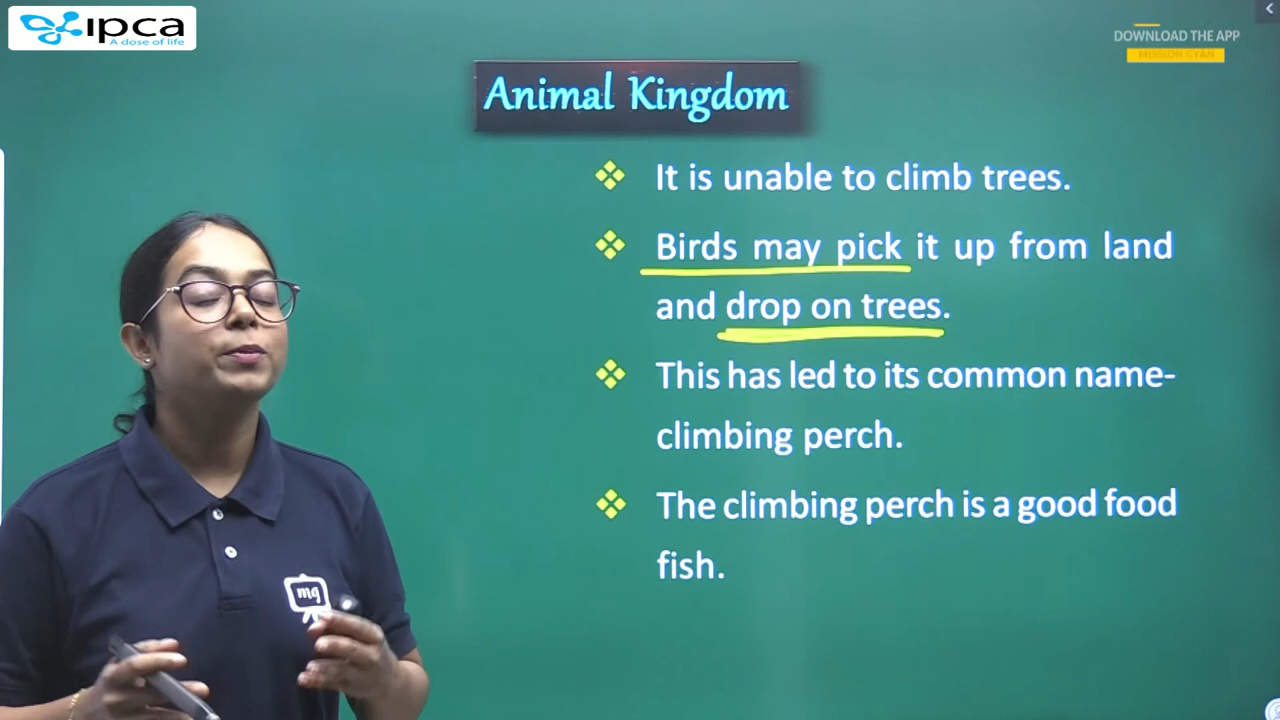 ipca
A dose of life
DOWNLOAD THE APP
MISSION GYAN
Animal Kingdom
It is unable to climb trees.
Birds may pick it up from land
and drop on trees.
This has led to its common name-
climbing perch.
The climbing perch is a good food
fish.
mg